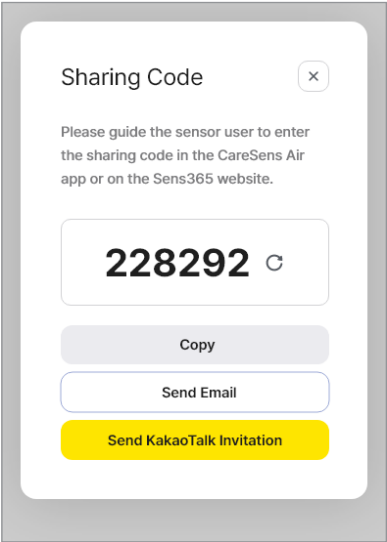 Sharing Code
Please guide the sensor user to enter
the sharing code in the CareSens Air
app or on the Sens365 website.
228292
Copy
Send Email
Send KakaoTalk Invitation